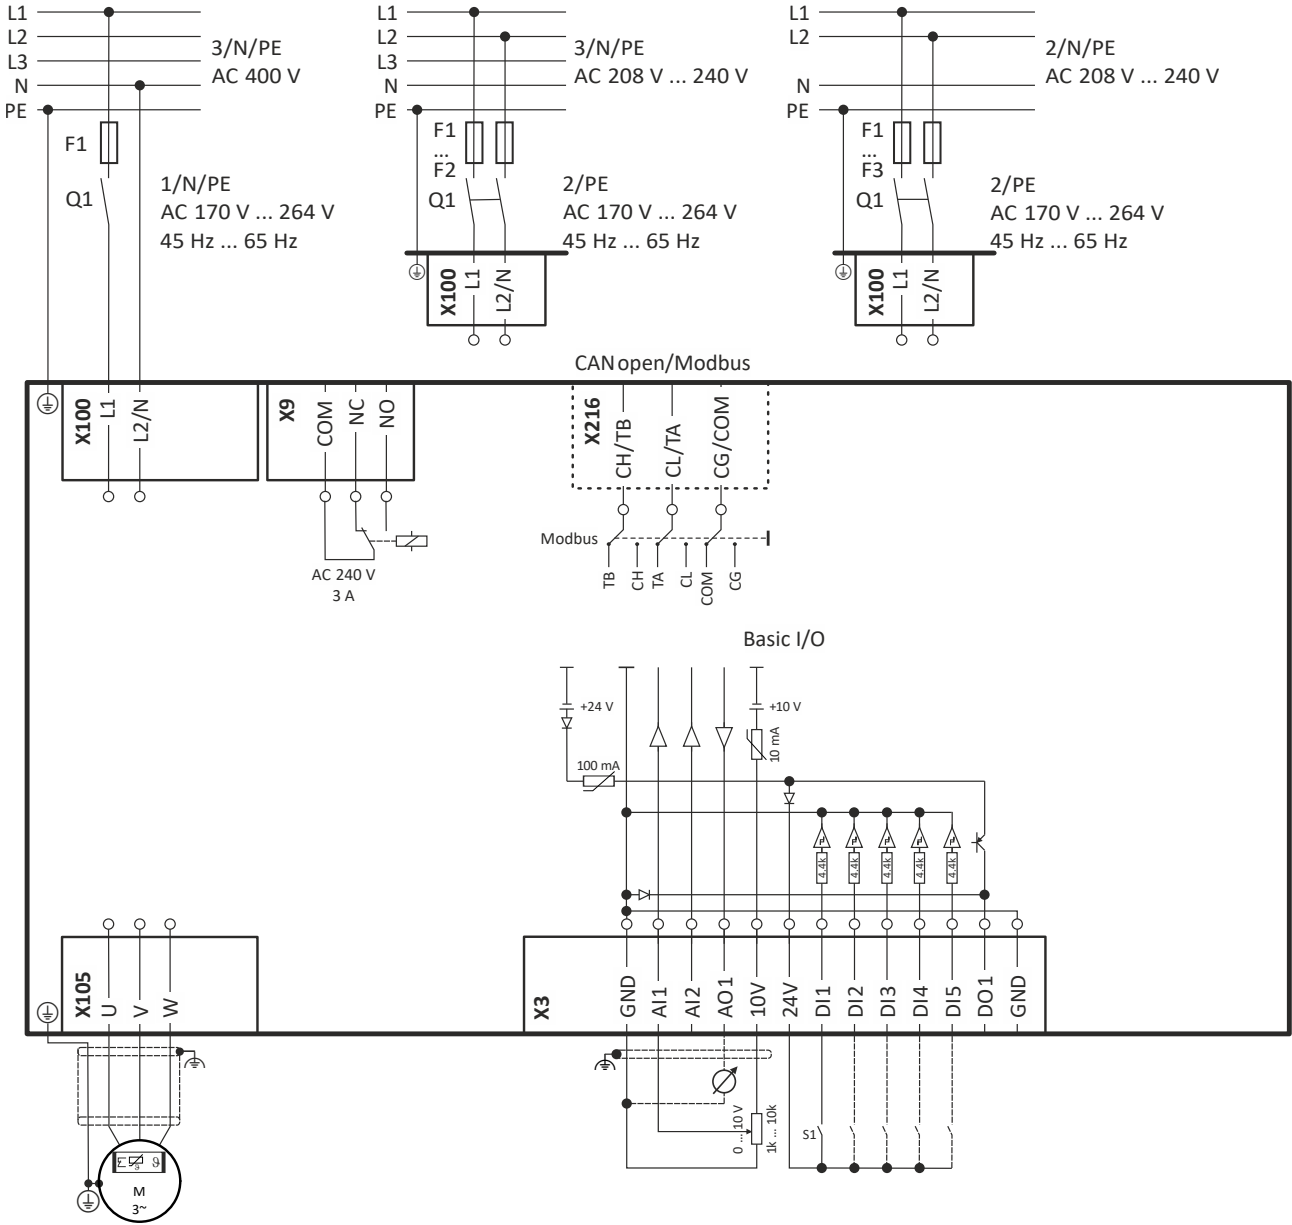 L1
L2
L3
N
PE
3/N/PE
AC 400 V
F1
Q1
1/N/PE
AC 170 V ... 264 V
45 Hz ... 65 Hz
L1
L2
L3
N
PE
3/N/PE
AC 208 V ... 240 V
F1
...
F2
Q1
2/PE
AC 170 V ... 264 V
45 Hz ... 65 Hz
X100
L1
L2/N
L1
L2
N
PE
2/N/PE
AC 208 V ... 240 V
F1
...
F3
Q1
2/PE
AC 170 V ... 264 V
45 Hz ... 65 Hz
X100
L1
L2/N
CANopen/Modbus
X100
L1
L2/N
X9
COM
NC
NO
AC 240 V
3 A
X216
CH/TB
CL/TA
CG/COM
Modbus
TB
CH
TA
CL
COM
CG
Basic I/O
+24 V
+10 V
10 mA
100 mA
4.4k
4.4k
4.4k
4.4k
4.4k
X105
U
V
W
X3
GND
AI1
AI2
AO1
10V
24V
DI1
DI2
DI3
DI4
DI5
DO1
GND
0 ... 10 V
1k ... 10k
S1
ϑ
M
3~